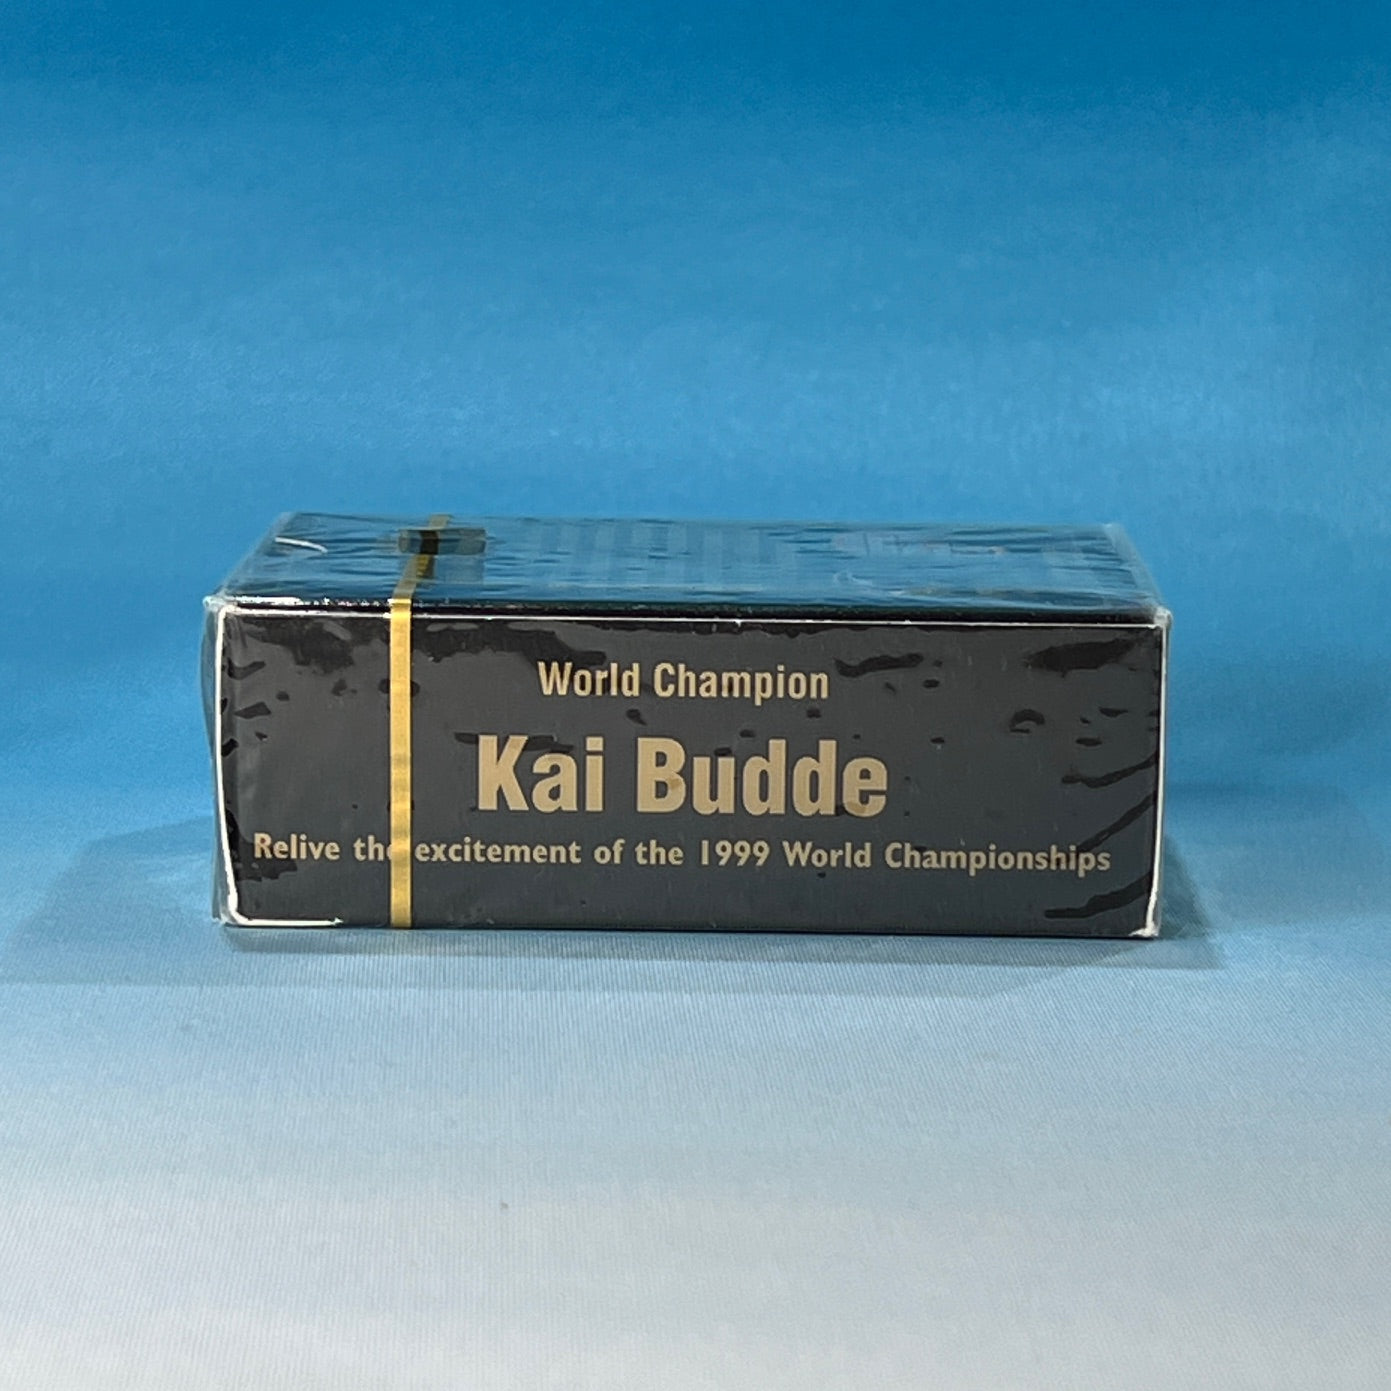 World Champion
Kai Budde
Relive the excitement of the 1999 World Championships